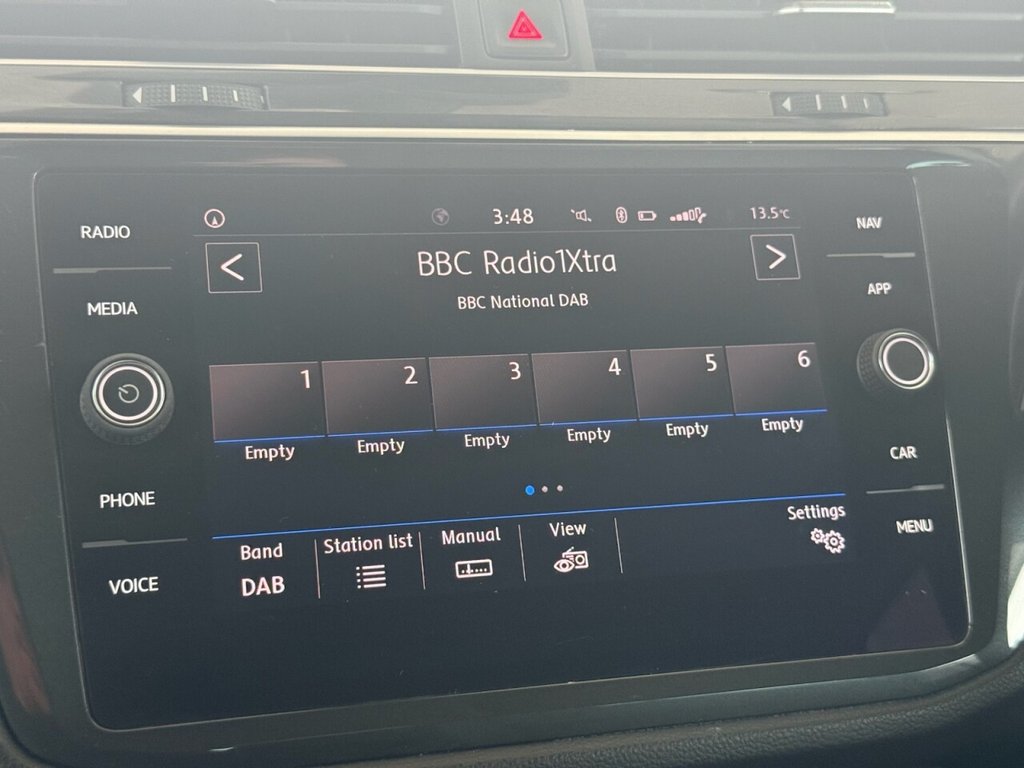 3:48 13.5°C
RADIO
NAV
BBC Radio1Xtra
MEDIA
BBC National DAB
APP
1 2 3 4 5 6
Empty Empty Empty Empty Empty Empty
PHONE
CAR
Band Station list Manual View Settings
DAB
VOICE
MENU